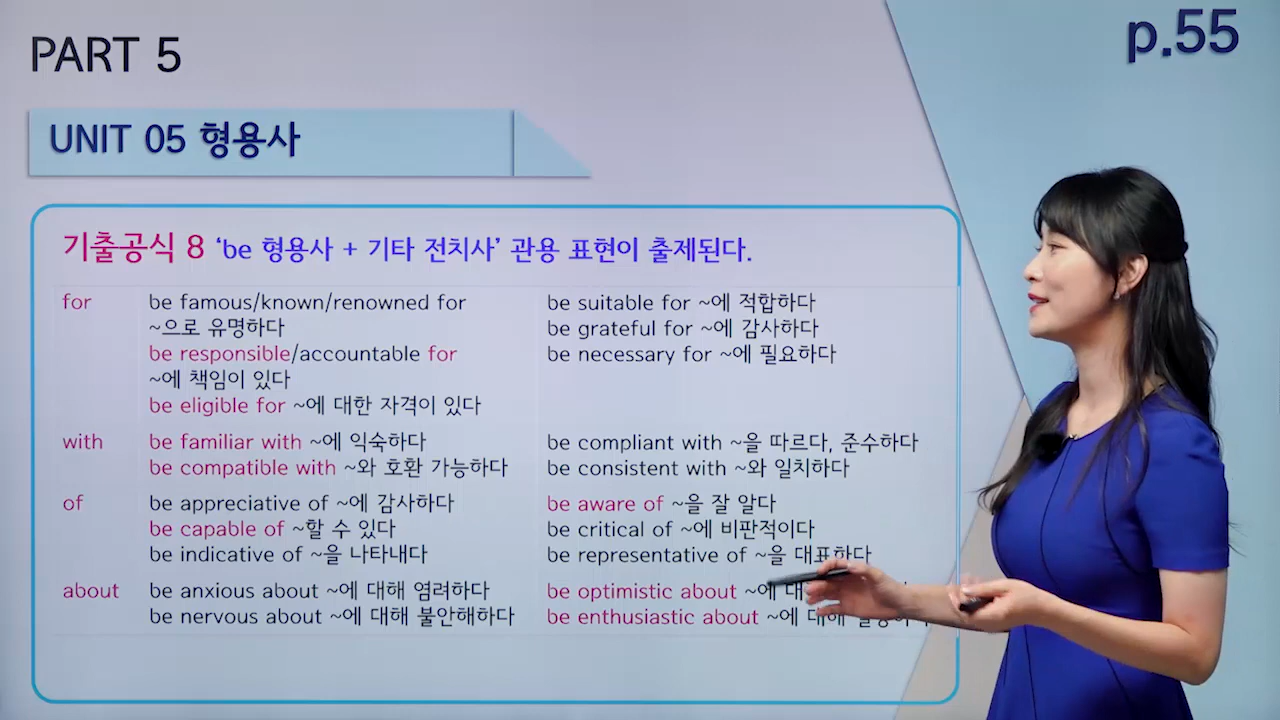 PART 5
p.55
UNIT 05 형용사
기출공식 8 ‘be 형용사 + 기타 전치사’ 관용 표현이 출제된다.
for
be famous/known/renowned for
~으로 유명하다
be responsible/accountable for
~에 책임이 있다
be eligible for ~에 대한 자격이 있다
be suitable for ~에 적합하다
be grateful for ~에 감사하다
be necessary for ~에 필요하다
with
be familiar with ~에 익숙하다
be compatible with ~와 호환 가능하다
be compliant with ~을 따르다, 준수하다
be consistent with ~와 일치하다
of
be appreciative of ~에 감사하다
be capable of ~할 수 있다
be indicative of ~을 나타내다
be aware of ~을 잘 알다
be critical of ~에 비판적이다
be representative of ~을 대표하다
about
be anxious about ~에 대해 염려하다
be nervous about ~에 대해 불안해하다
be optimistic about ~에
be enthusiastic about ~에 대해